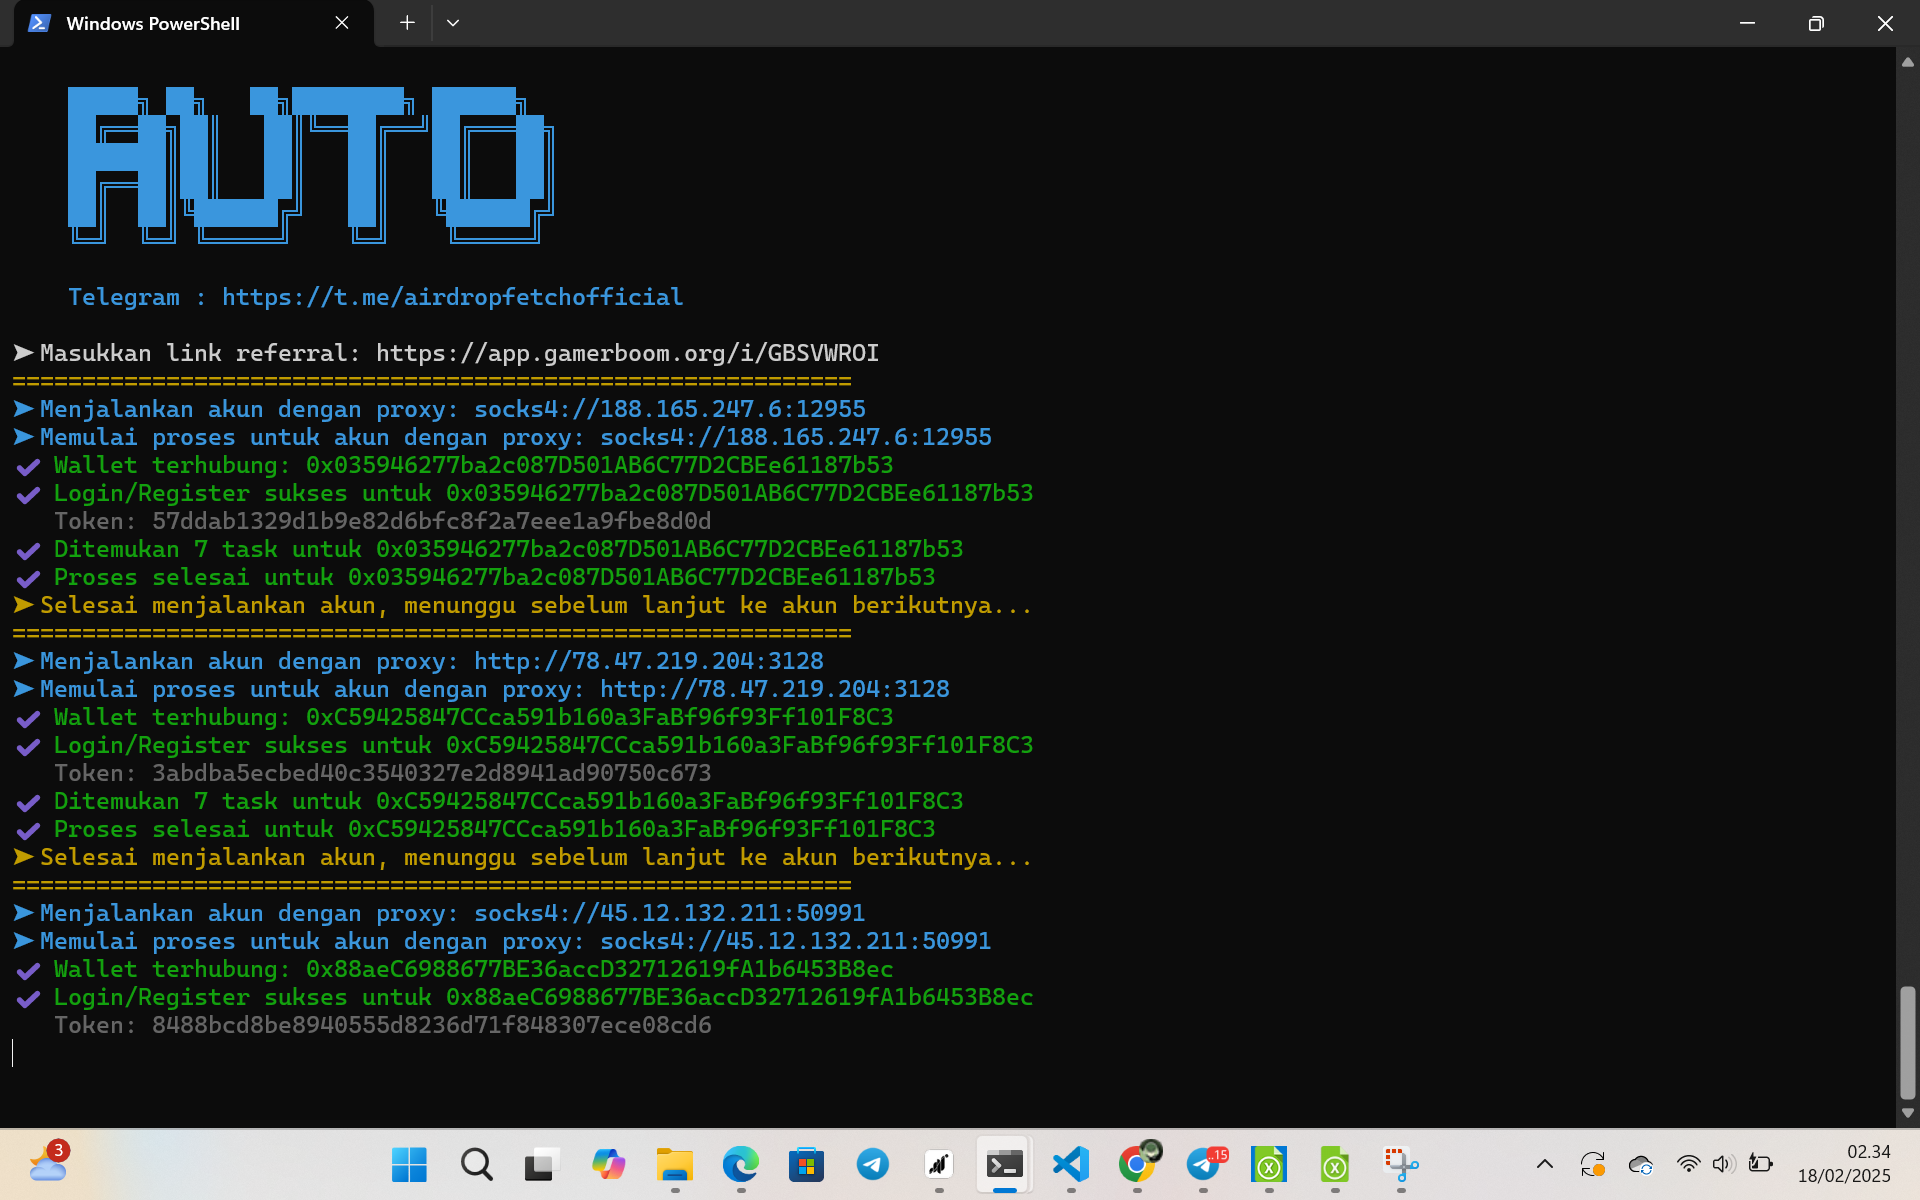 Windows PowerShell
AUTO
Telegram : https://t.me/airdropfetchofficial
➤ Masukkan link referral: https://app.gamerboom.org/i/GBSVWROI
============================================================
➤ Menjalankan akun dengan proxy: socks4://188.165.247.6:12955
➤ Memulai proses untuk akun dengan proxy: socks4://188.165.247.6:12955
✔ Wallet terhubung: 0x035946277ba2c087D501AB6C77D2CBEe61187b53
✔ Login/Register sukses untuk 0x035946277ba2c087D501AB6C77D2CBEe61187b53
Token: 57ddab1329d1b9e82d6bfc8f2a7eee1a9fbe8d0d
✔ Ditemukan 7 task untuk 0x035946277ba2c087D501AB6C77D2CBEe61187b53
✔ Proses selesai untuk 0x035946277ba2c087D501AB6C77D2CBEe61187b53
➤ Selesai menjalankan akun, menunggu sebelum lanjut ke akun berikutnya...
============================================================
➤ Menjalankan akun dengan proxy: http://78.47.219.204:3128
➤ Memulai proses untuk akun dengan proxy: http://78.47.219.204:3128
✔ Wallet terhubung: 0xC59425847CCca591b160a3FaBf96f93Ff101F8C3
✔ Login/Register sukses untuk 0xC59425847CCca591b160a3FaBf96f93Ff101F8C3
Token: 3abdba5ecbed40c3540327e2d8941ad90750c673
✔ Ditemukan 7 task untuk 0xC59425847CCca591b160a3FaBf96f93Ff101F8C3
✔ Proses selesai untuk 0xC59425847CCca591b160a3FaBf96f93Ff101F8C3
➤ Selesai menjalankan akun, menunggu sebelum lanjut ke akun berikutnya...
============================================================
➤ Menjalankan akun dengan proxy: socks4://45.12.132.211:50991
➤ Memulai proses untuk akun dengan proxy: socks4://45.12.132.211:50991
✔ Wallet terhubung: 0x88aeC6988677BE36accD32712619fA1b6453B8ec
✔ Login/Register sukses untuk 0x88aeC6988677BE36accD32712619fA1b6453B8ec
Token: 8488bcd8be8940555d8236d71f848307ece08cd6
3
..15
02.34
18/02/2025